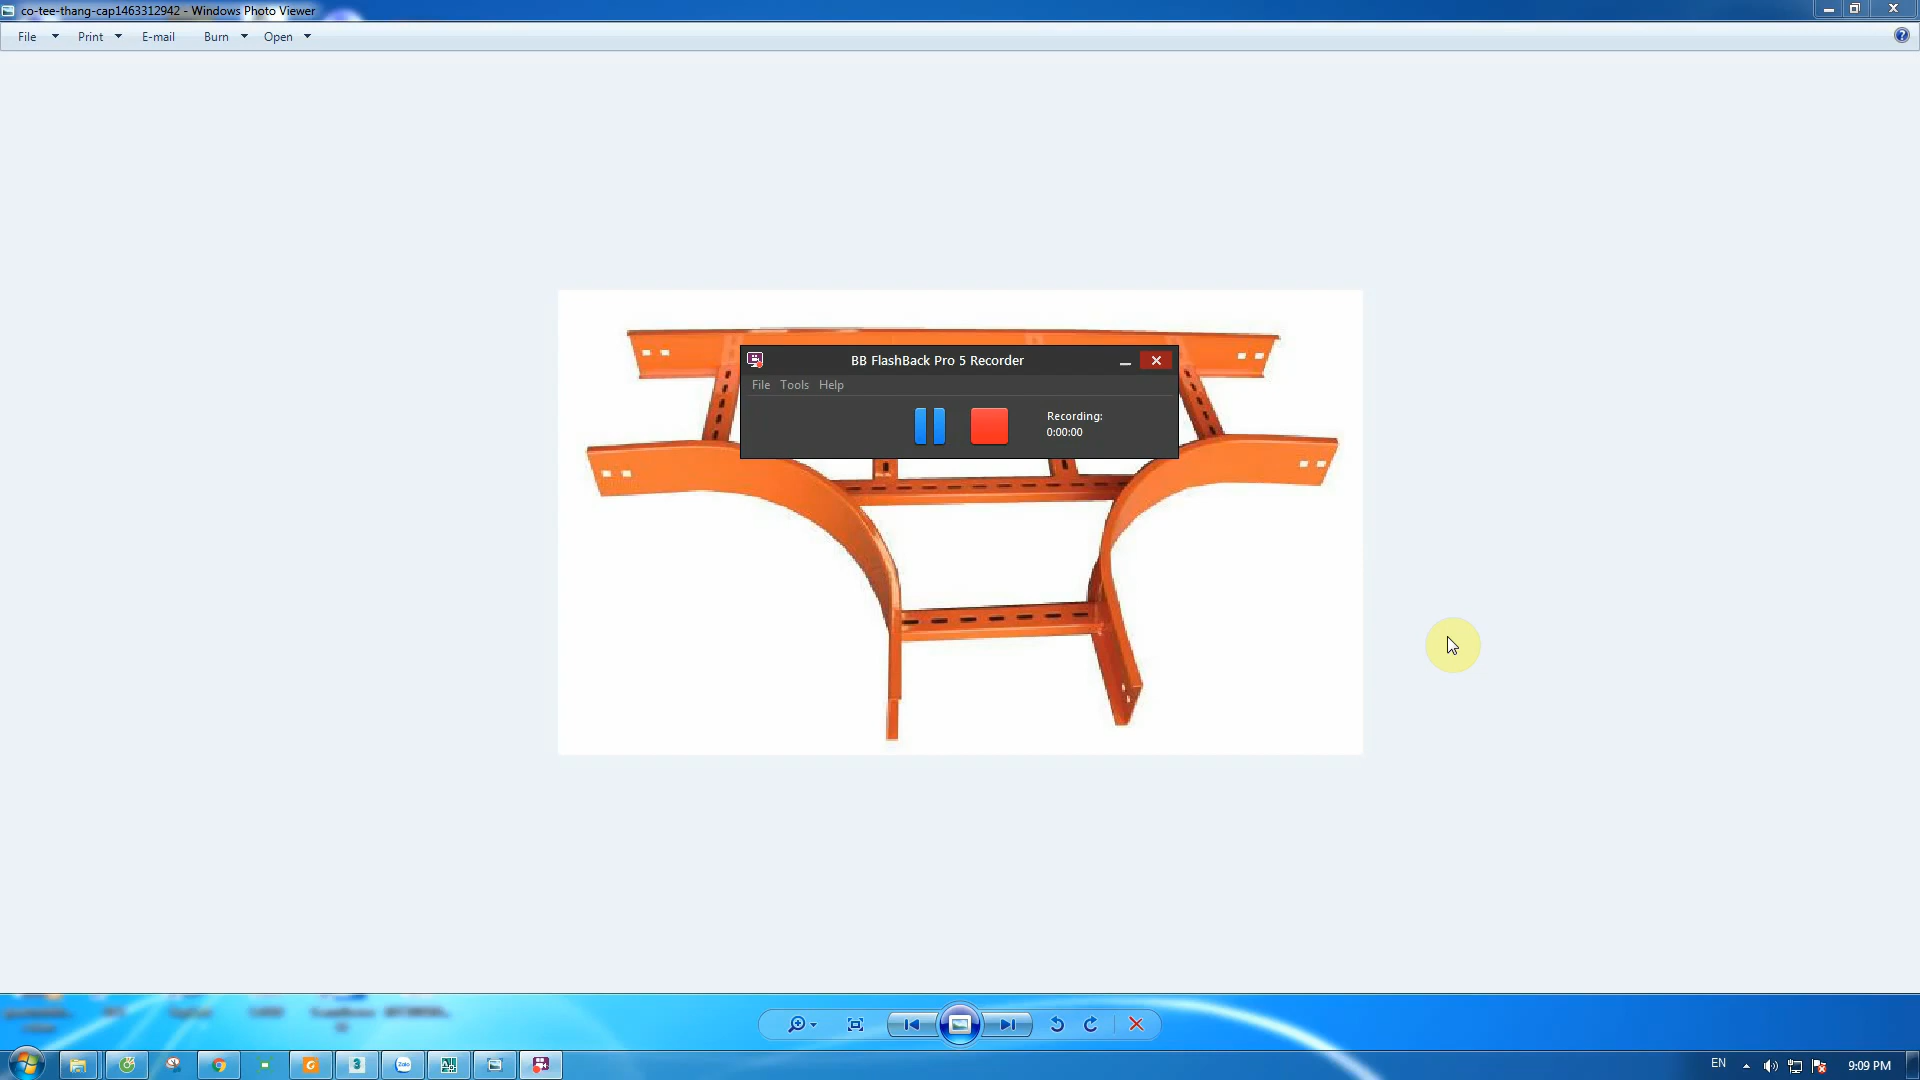 co-tee-thang-cap1463312942 - Windows Photo Viewer
File Print E-mail Burn Open
BB FlashBack Pro 5 Recorder
File Tools Help
Recording:
0:00:00
Zalo
EN 9:09 PM